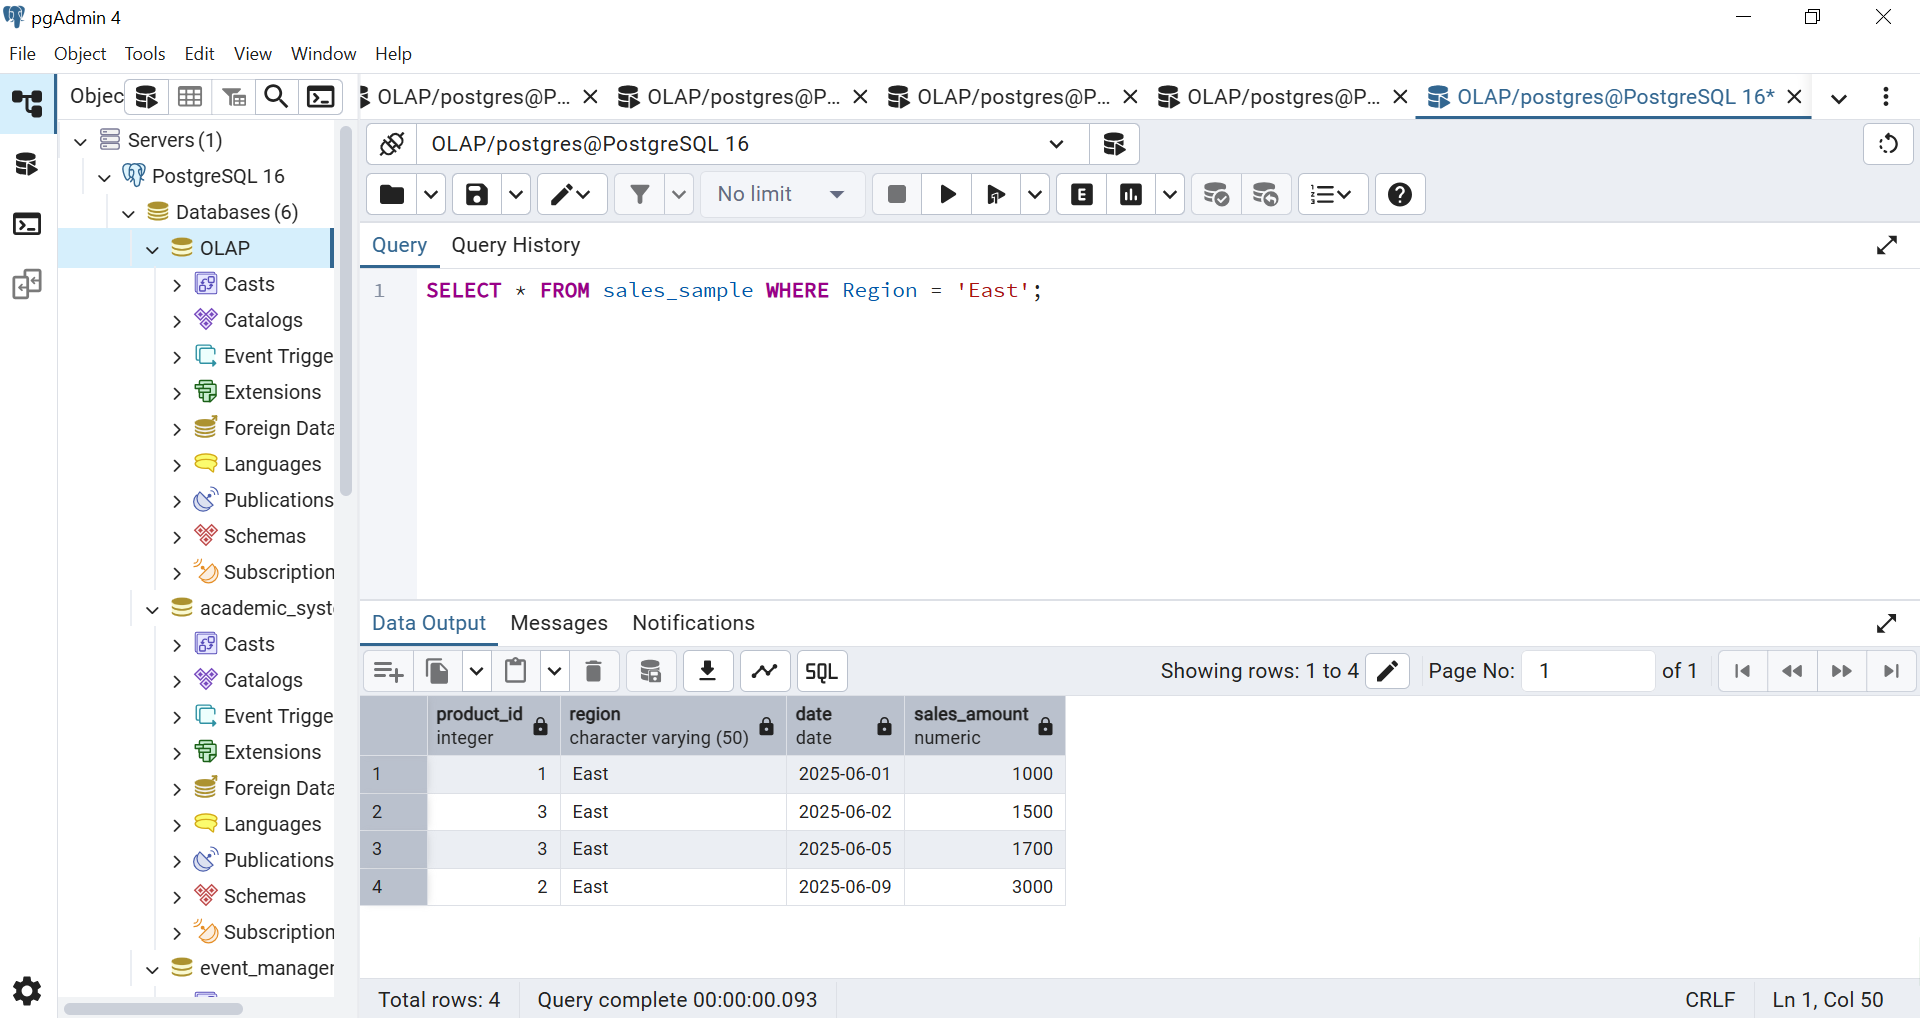 pgAdmin 4
File Object Tools Edit View Window Help
Objec
OLAP/postgres@P... OLAP/postgres@P... OLAP/postgres@P... OLAP/postgres@P... OLAP/postgres@PostgreSQL 16*
Servers (1)
PostgreSQL 16
Databases (6)
OLAP
Casts
Catalogs
Event Trigge
Extensions
Foreign Data
Languages
Publications
Schemas
Subscription
academic_syst
Casts
Catalogs
Event Trigge
Extensions
Foreign Data
Languages
Publications
Schemas
Subscription
event_manager
OLAP/postgres@PostgreSQL 16
No limit
E
Query Query History
1 SELECT * FROM sales_sample WHERE Region = 'East';
Data Output Messages Notifications
SQL
Showing rows: 1 to 4 Page No: 1 of 1
product_id region date sales_amount
integer character varying (50) date numeric
1 1 East 2025-06-01 1000
2 3 East 2025-06-02 1500
3 3 East 2025-06-05 1700
4 2 East 2025-06-09 3000
Total rows: 4 Query complete 00:00:00.093 CRLF Ln 1, Col 50